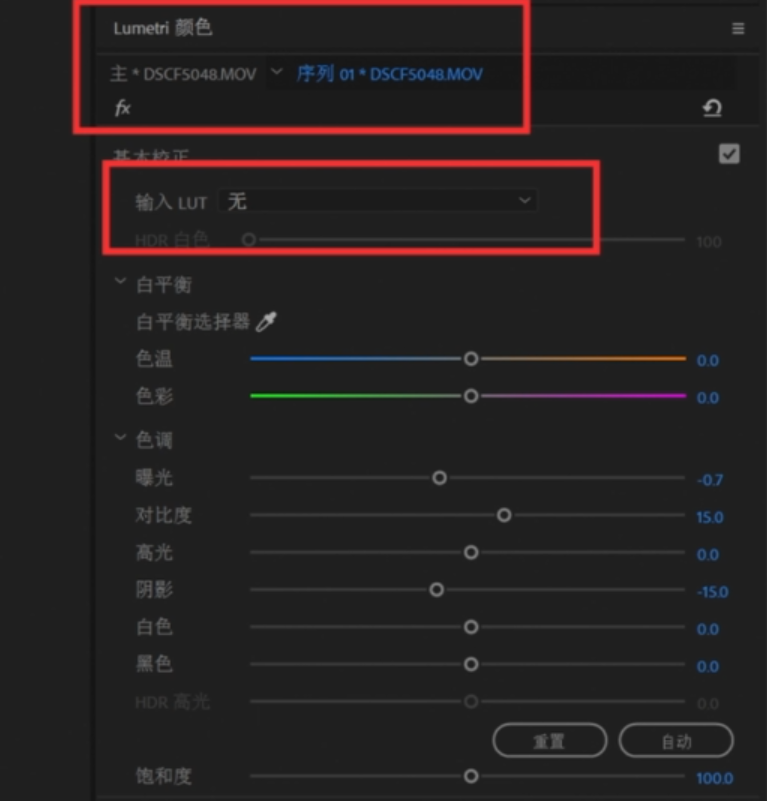 Lumetri 颜色
主 * DSCF5048.MOV 序列 01 * DSCF5048.MOV
fx
基本校正
输入 LUT 无
HDR 白色 100
白平衡
白平衡选择器
色温 0.0
色彩 0.0
色调
曝光 -0.7
对比度 15.0
高光 0.0
阴影 -15.0
白色 0.0
黑色 0.0
HDR 高光 0.0
重置 自动
饱和度 100.0